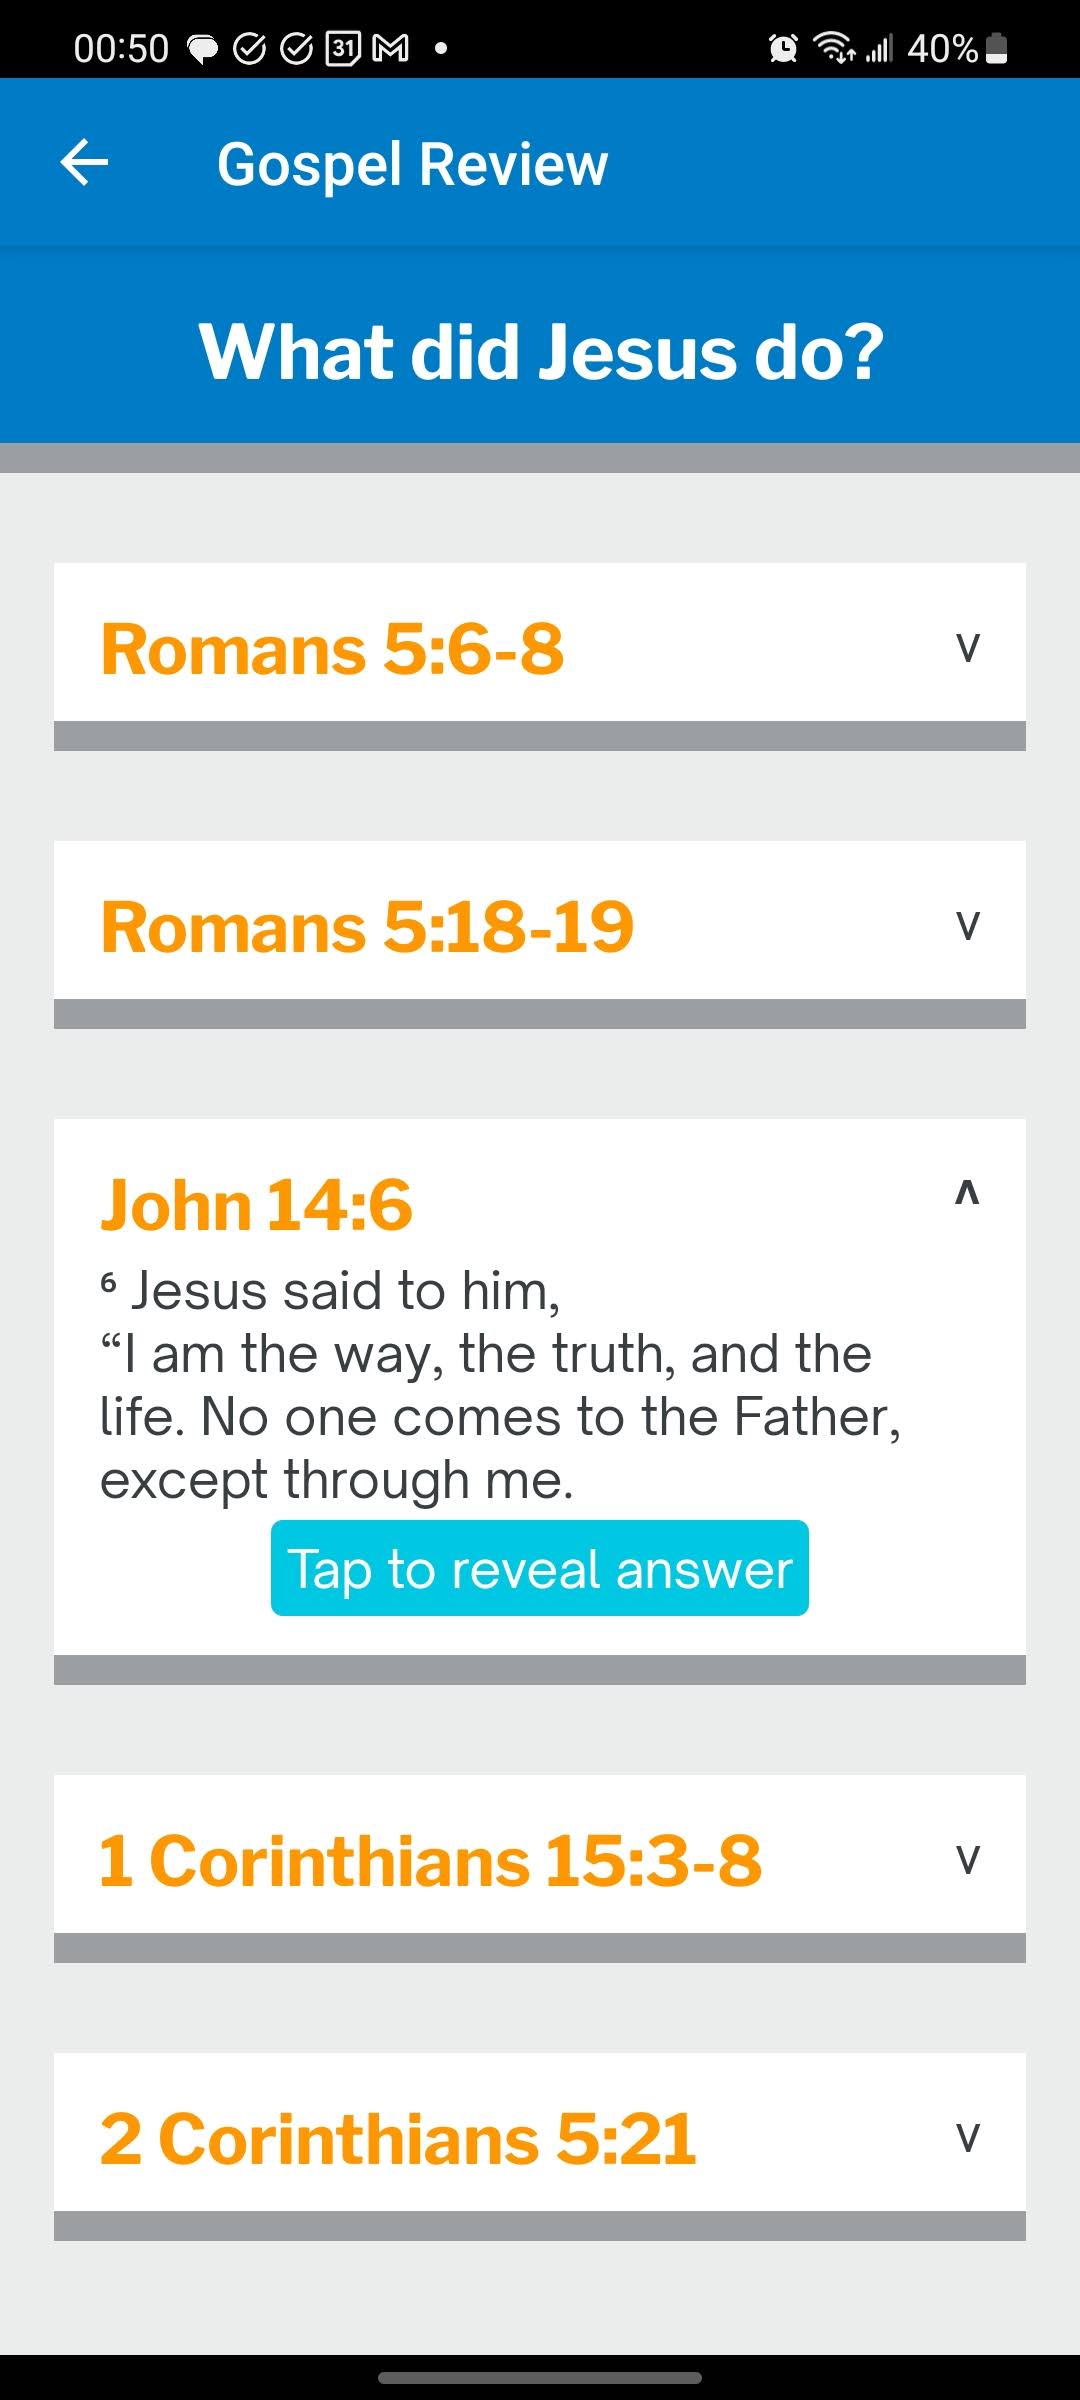 00:50 31 40%
Gospel Review
What did Jesus do?
Romans 5:6-8 v
Romans 5:18-19 v
John 14:6 ʌ
⁶ Jesus said to him,
“I am the way, the truth, and the
life. No one comes to the Father,
except through me.
Tap to reveal answer
1 Corinthians 15:3-8 v
2 Corinthians 5:21 v